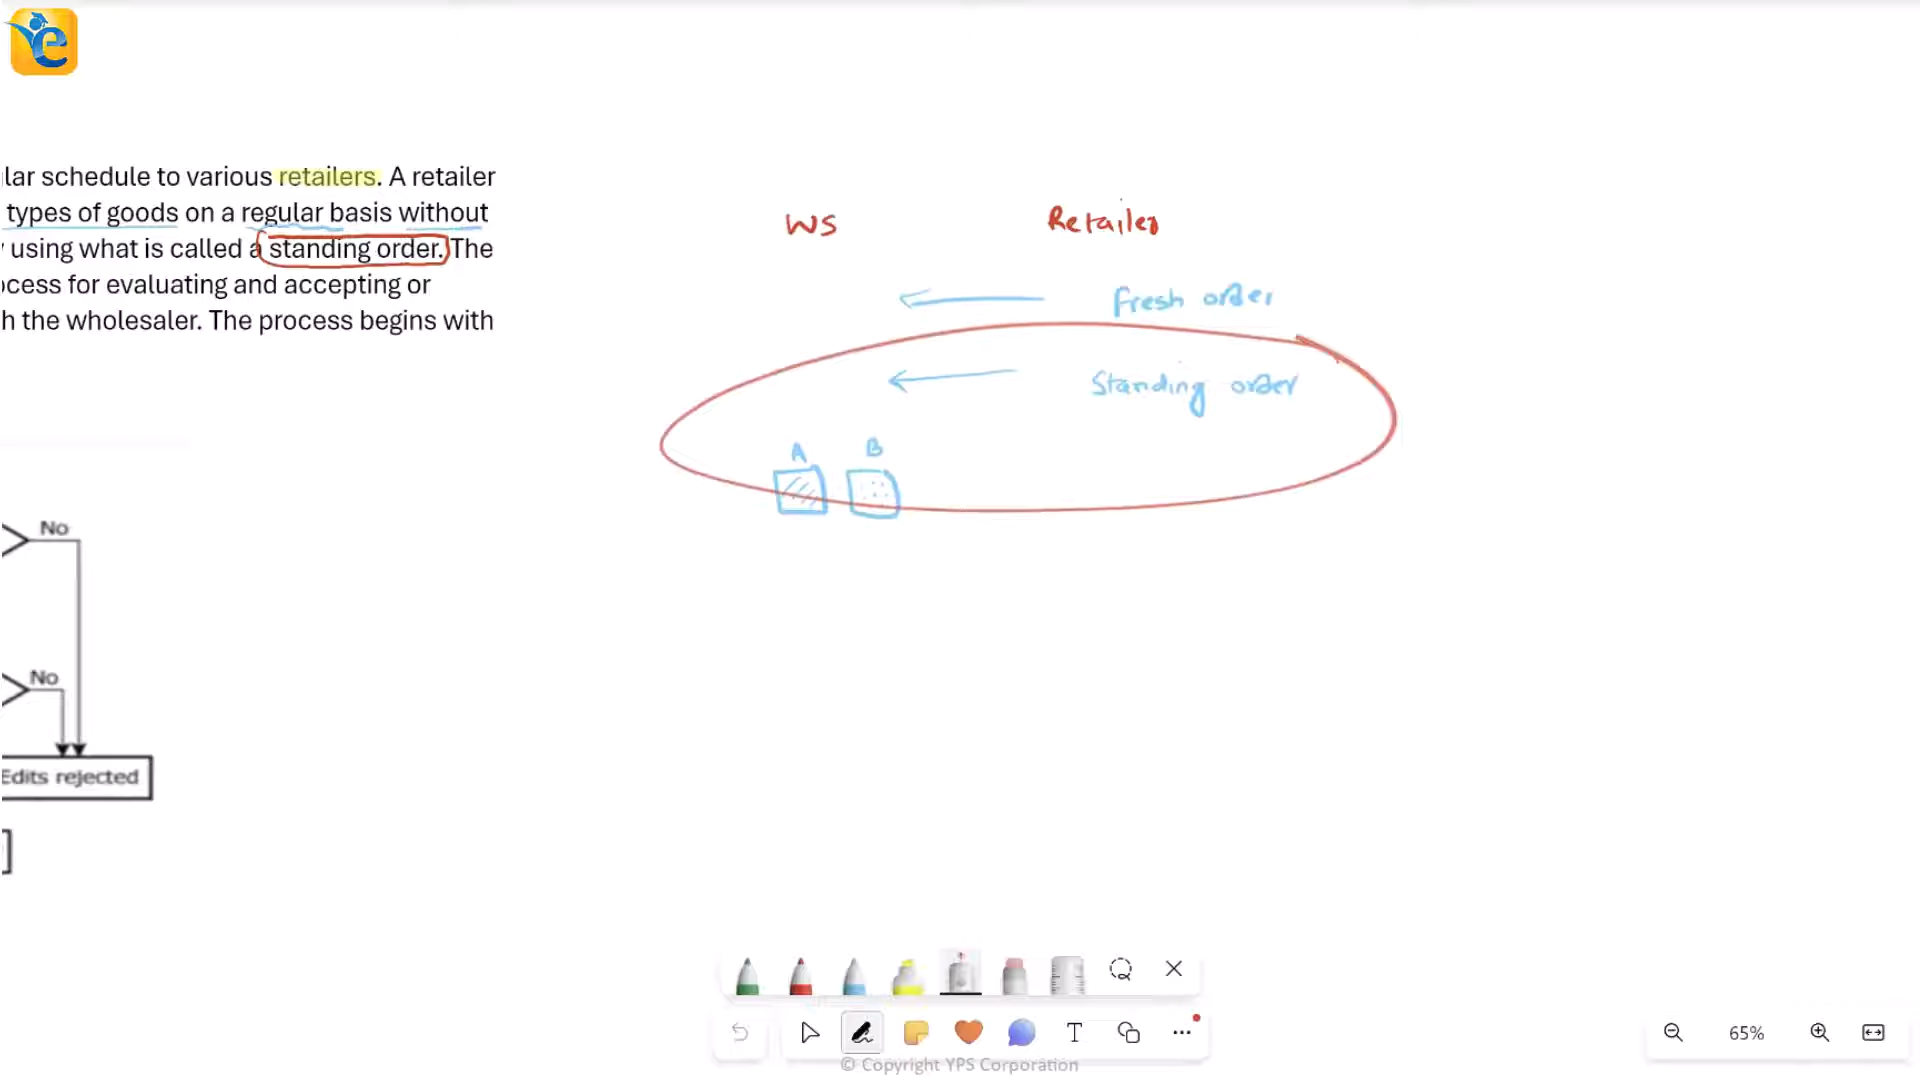 lar schedule to various retailers. A retailer
types of goods on a regular basis without
using what is called a standing order. The
ocess for evaluating and accepting or
h the wholesaler. The process begins with
WS Retailer
Fresh order
Standing order
A B
No
No
Edits rejected
65%
© Copyright YPS Corporation